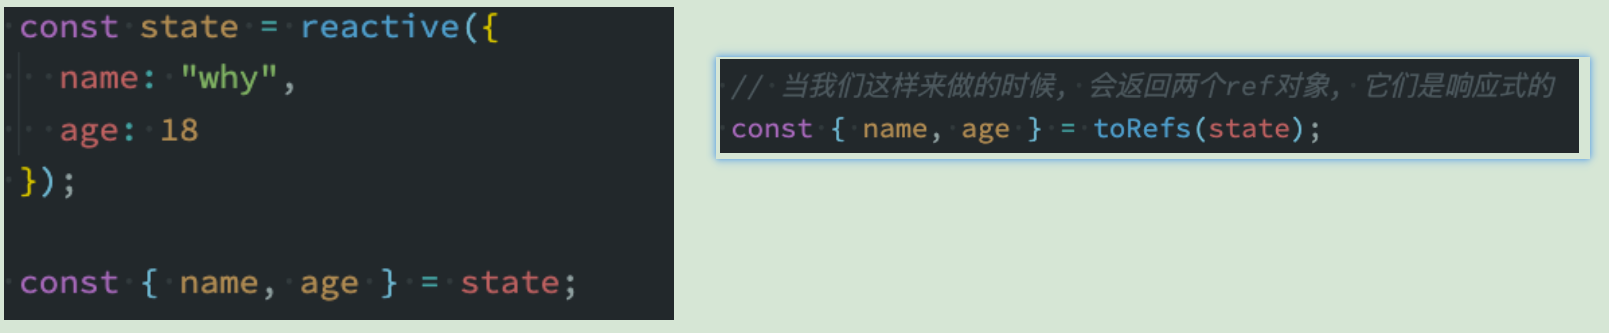 const state = reactive({
  name: "why",
  age: 18
});
const { name, age } = state;
// 当我们这样来做的时候, 会返回两个ref对象, 它们是响应式的
const { name, age } = toRefs(state);